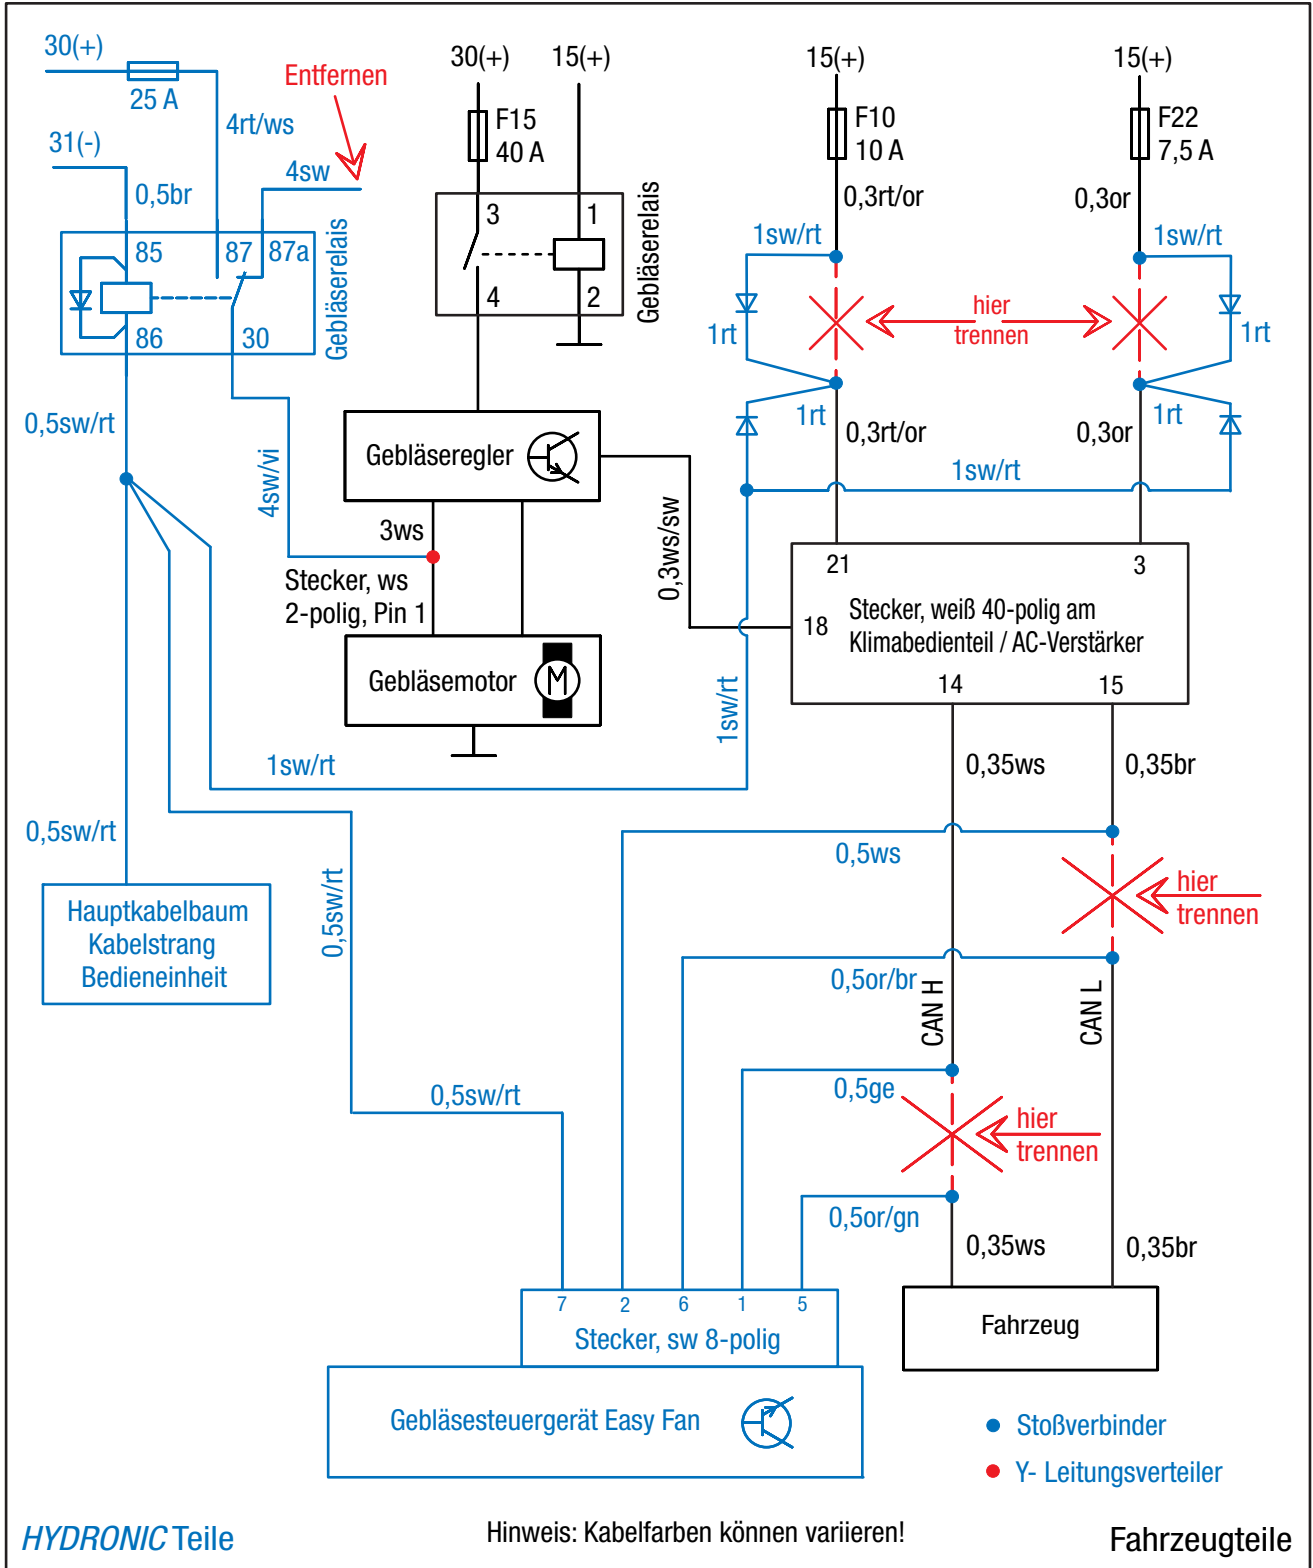 30(+)
25 A
Entfernen
4rt/ws
31(-)
4sw
0,5br
85
87
87a
86
30
Gebläserelais
0,5sw/rt
4sw/vi
30(+)
15(+)
F15
40 A
3
1
4
2
Gebläserelais
Gebläseregler
3ws
Stecker, ws
2-polig, Pin 1
Gebläsemotor
M
0,3ws/sw
15(+)
15(+)
F10
10 A
F22
7,5 A
0,3rt/or
0,3or
1sw/rt
1sw/rt
hier
trennen
1rt
1rt
1rt
1rt
0,3rt/or
0,3or
1sw/rt
21
3
18
Stecker, weiß 40-polig am
Klimabedienteil / AC-Verstärker
14
15
1sw/rt
1sw/rt
0,35ws
0,35br
0,5sw/rt
0,5ws
hier
trennen
Hauptkabelbaum
Kabelstrang
Bedieneinheit
0,5sw/rt
0,5or/br
CAN H
CAN L
0,5sw/rt
0,5ge
hier
trennen
0,5or/gn
0,35ws
0,35br
7
2
6
1
5
Stecker, sw 8-polig
Fahrzeug
Gebläsesteuergerät Easy Fan
Stoßverbinder
Y- Leitungsverteiler
HYDRONIC Teile
Hinweis: Kabelfarben können variieren!
Fahrzeugteile